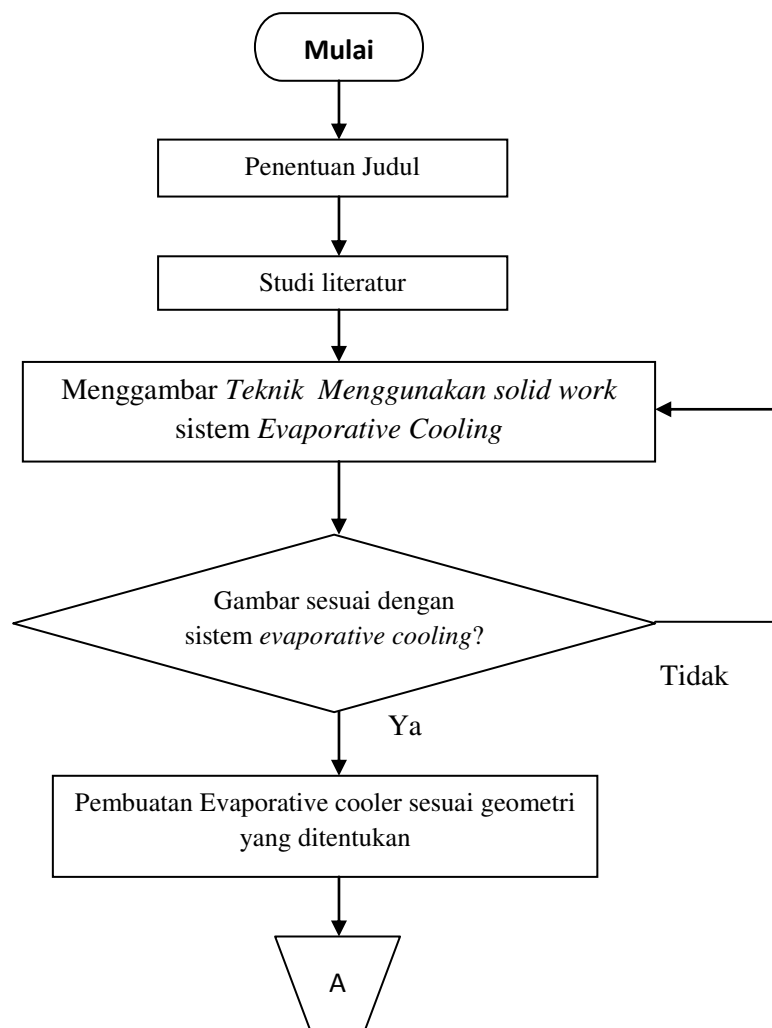 Mulai
Penentuan Judul
Studi literatur
Menggambar Teknik Menggunakan solid work
sistem Evaporative Cooling
Gambar sesuai dengan
sistem evaporative cooling?
Tidak
Ya
Pembuatan Evaporative cooler sesuai geometri
yang ditentukan
A